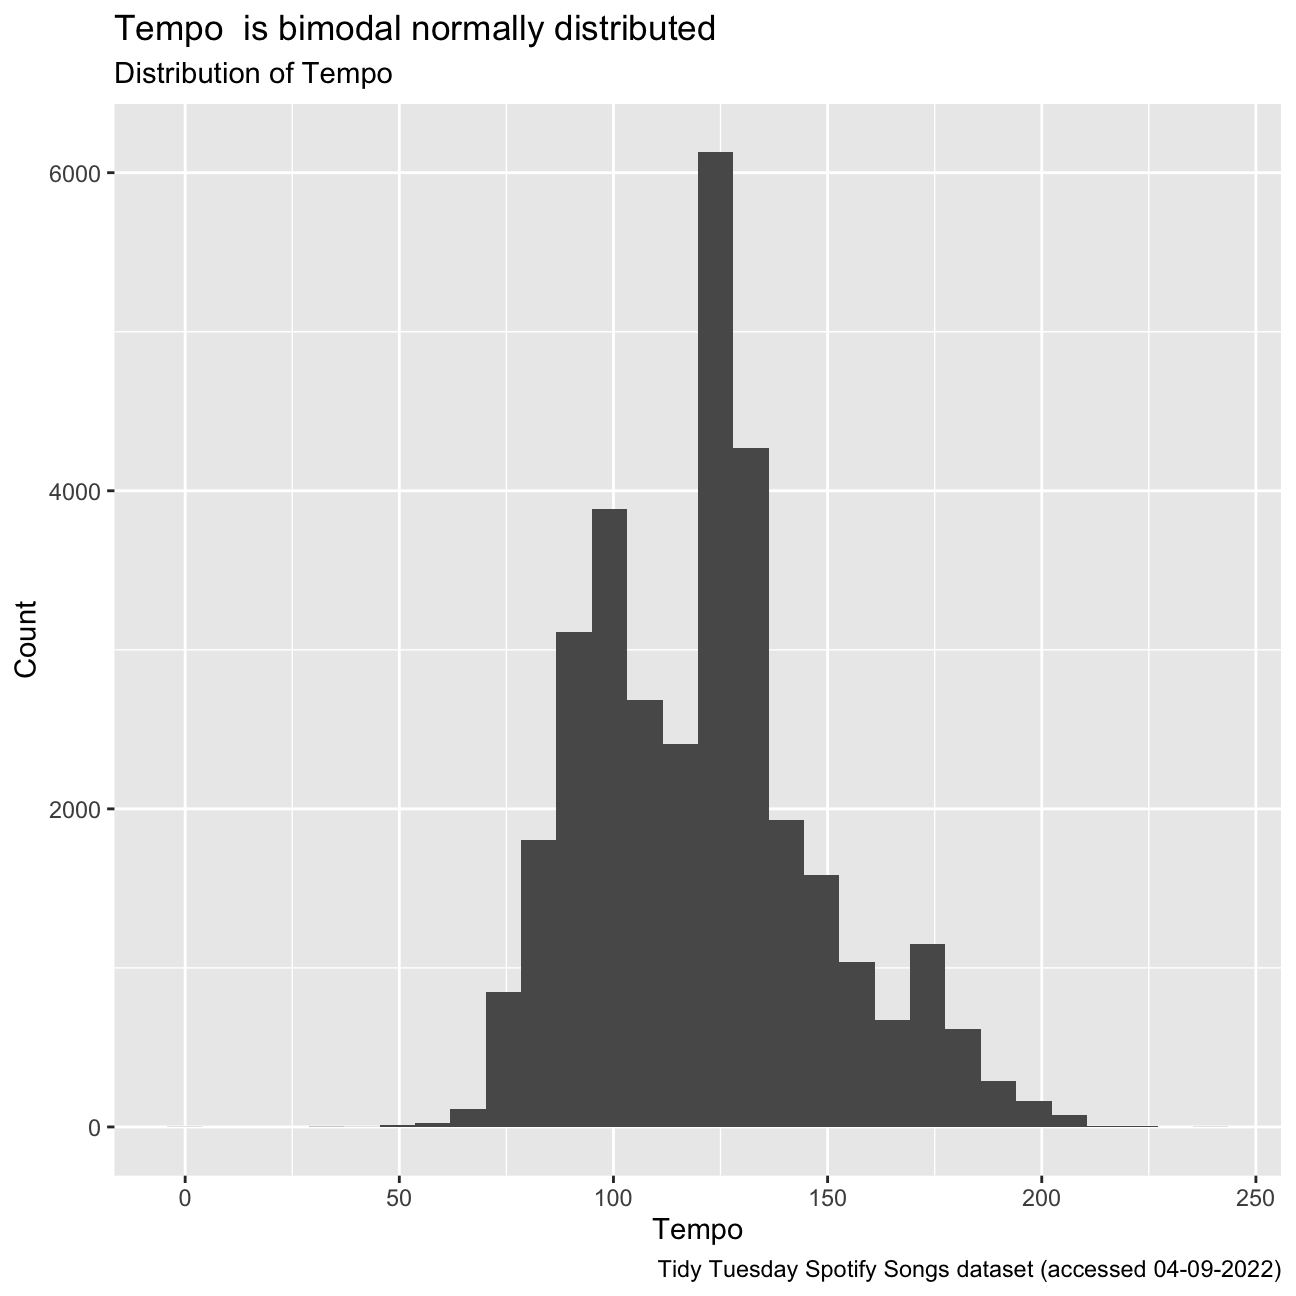 Tempo  is bimodal normally distributed
Distribution of Tempo
6000
4000
2000
0
Count
0 50 100 150 200 250
Tempo
Tidy Tuesday Spotify Songs dataset (accessed 04-09-2022)